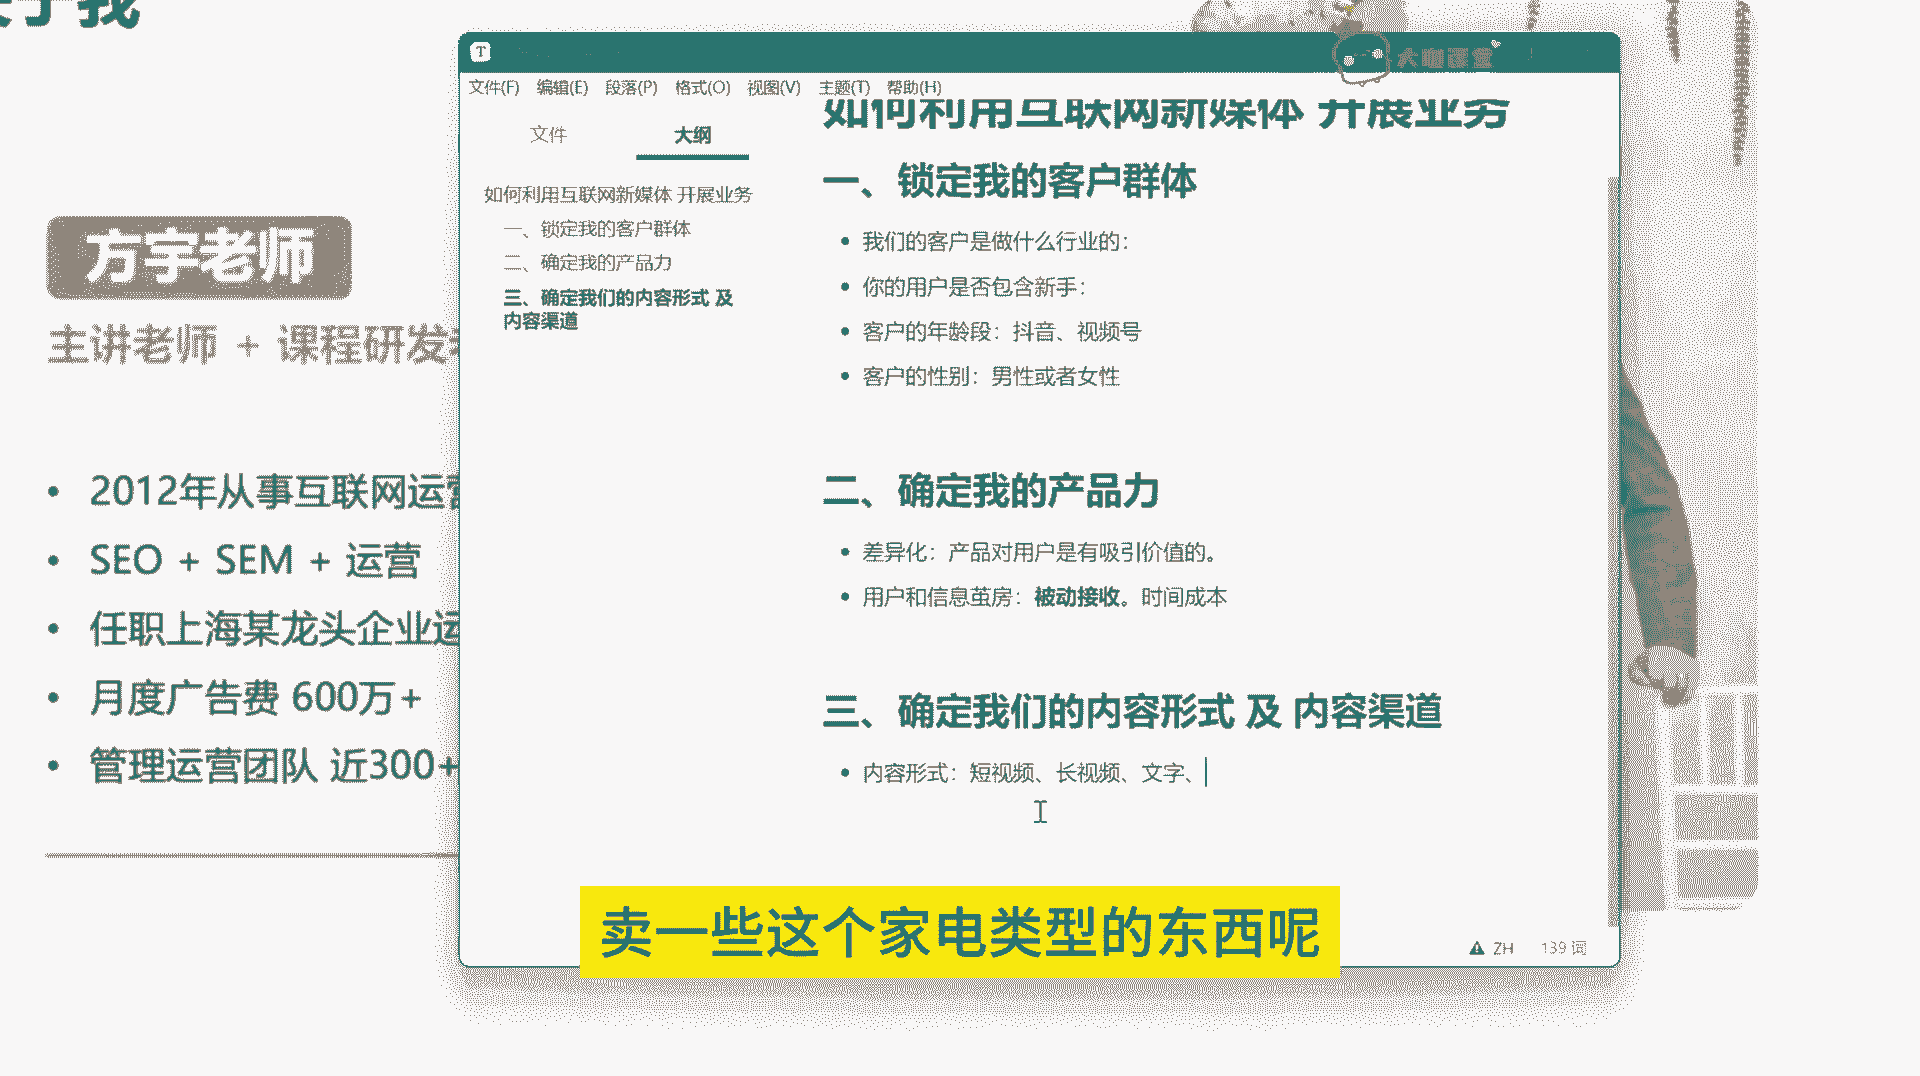 关于我
方宇老师
主讲老师 + 课程研发
2012年从事互联网运营
SEO + SEM + 运营
任职上海某龙头企业运
月度广告费 600万+
管理运营团队 近300+
T
大咖课堂
文件(F) 编辑(E) 段落(P) 格式(O) 视图(V) 主题(T) 帮助(H)
文件 大纲
如何利用互联网新媒体 开展业务
一、锁定我的客户群体
二、确定我的产品力
三、确定我们的内容形式 及
内容渠道
如何利用互联网新媒体 开展业务
一、锁定我的客户群体
我们的客户是做什么行业的：
你的用户是否包含新手：
客户的年龄段：抖音、视频号
客户的性别：男性或者女性
二、确定我的产品力
差异化：产品对用户是有吸引价值的。
用户和信息茧房：被动接收。时间成本
三、确定我们的内容形式 及 内容渠道
内容形式：短视频、长视频、文字、
ZH 139 词
卖一些这个家电类型的东西呢